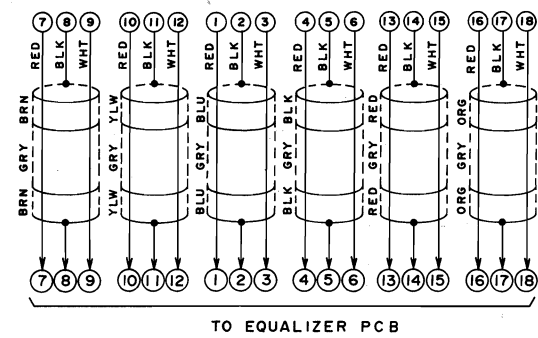 7 8 9 10 11 12 1 2 3 4 5 6 13 14 15 16 17 18
RED BLK WHT RED BLK WHT RED BLK WHT RED BLK WHT RED BLK WHT RED BLK WHT
BRN YLW BLU BLK RED ORG
GRY GRY GRY GRY GRY GRY
BRN YLW BLU BLK RED ORG
7 8 9 10 11 12 1 2 3 4 5 6 13 14 15 16 17 18
TO EQUALIZER PCB